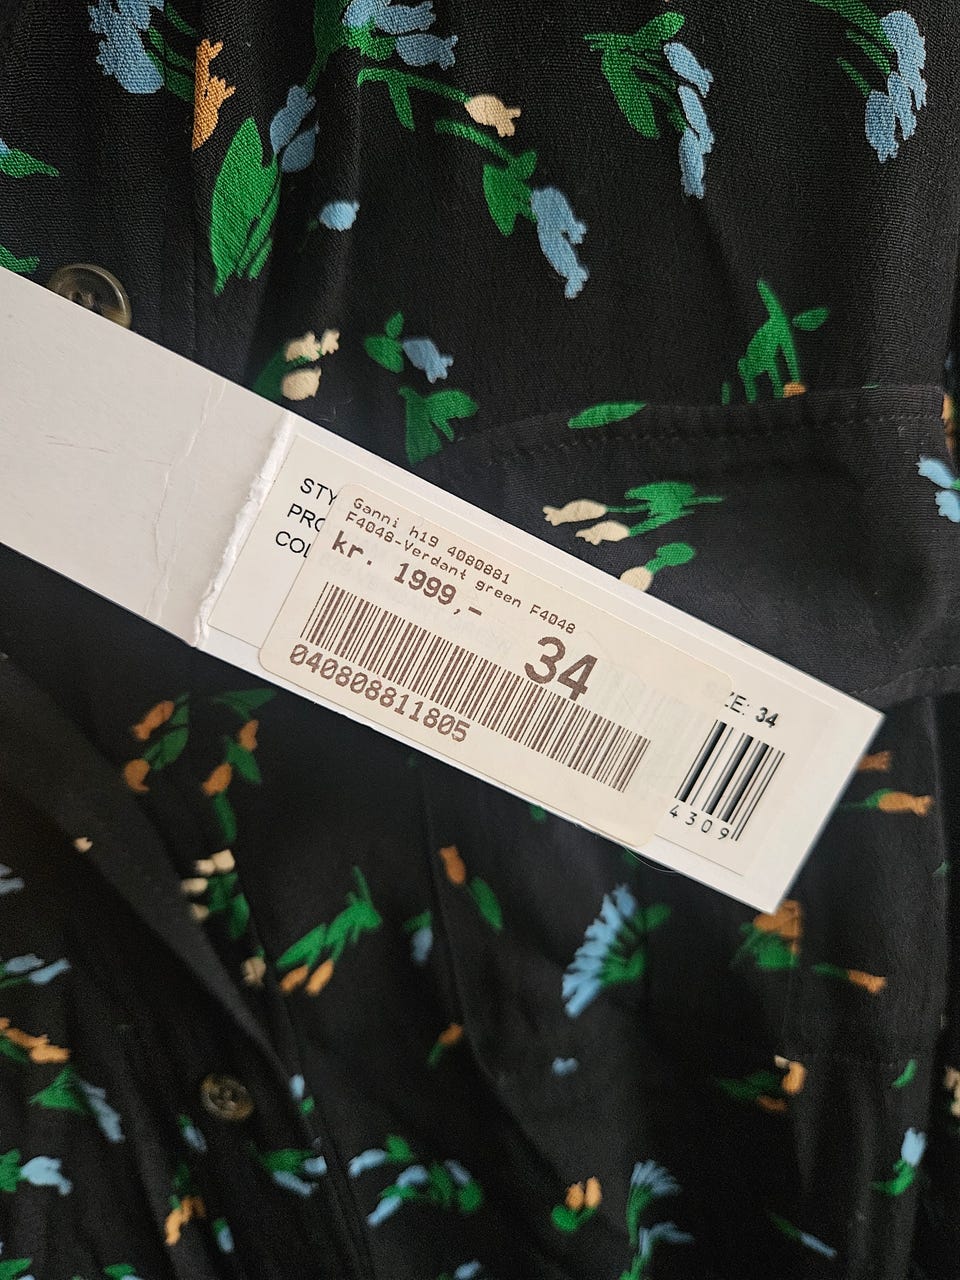 STY
PRO
COL
Ganni h19 4080881
F4048-Verdant green F4048
kr. 1999,-
34
040808811805
ZE: 34
4309